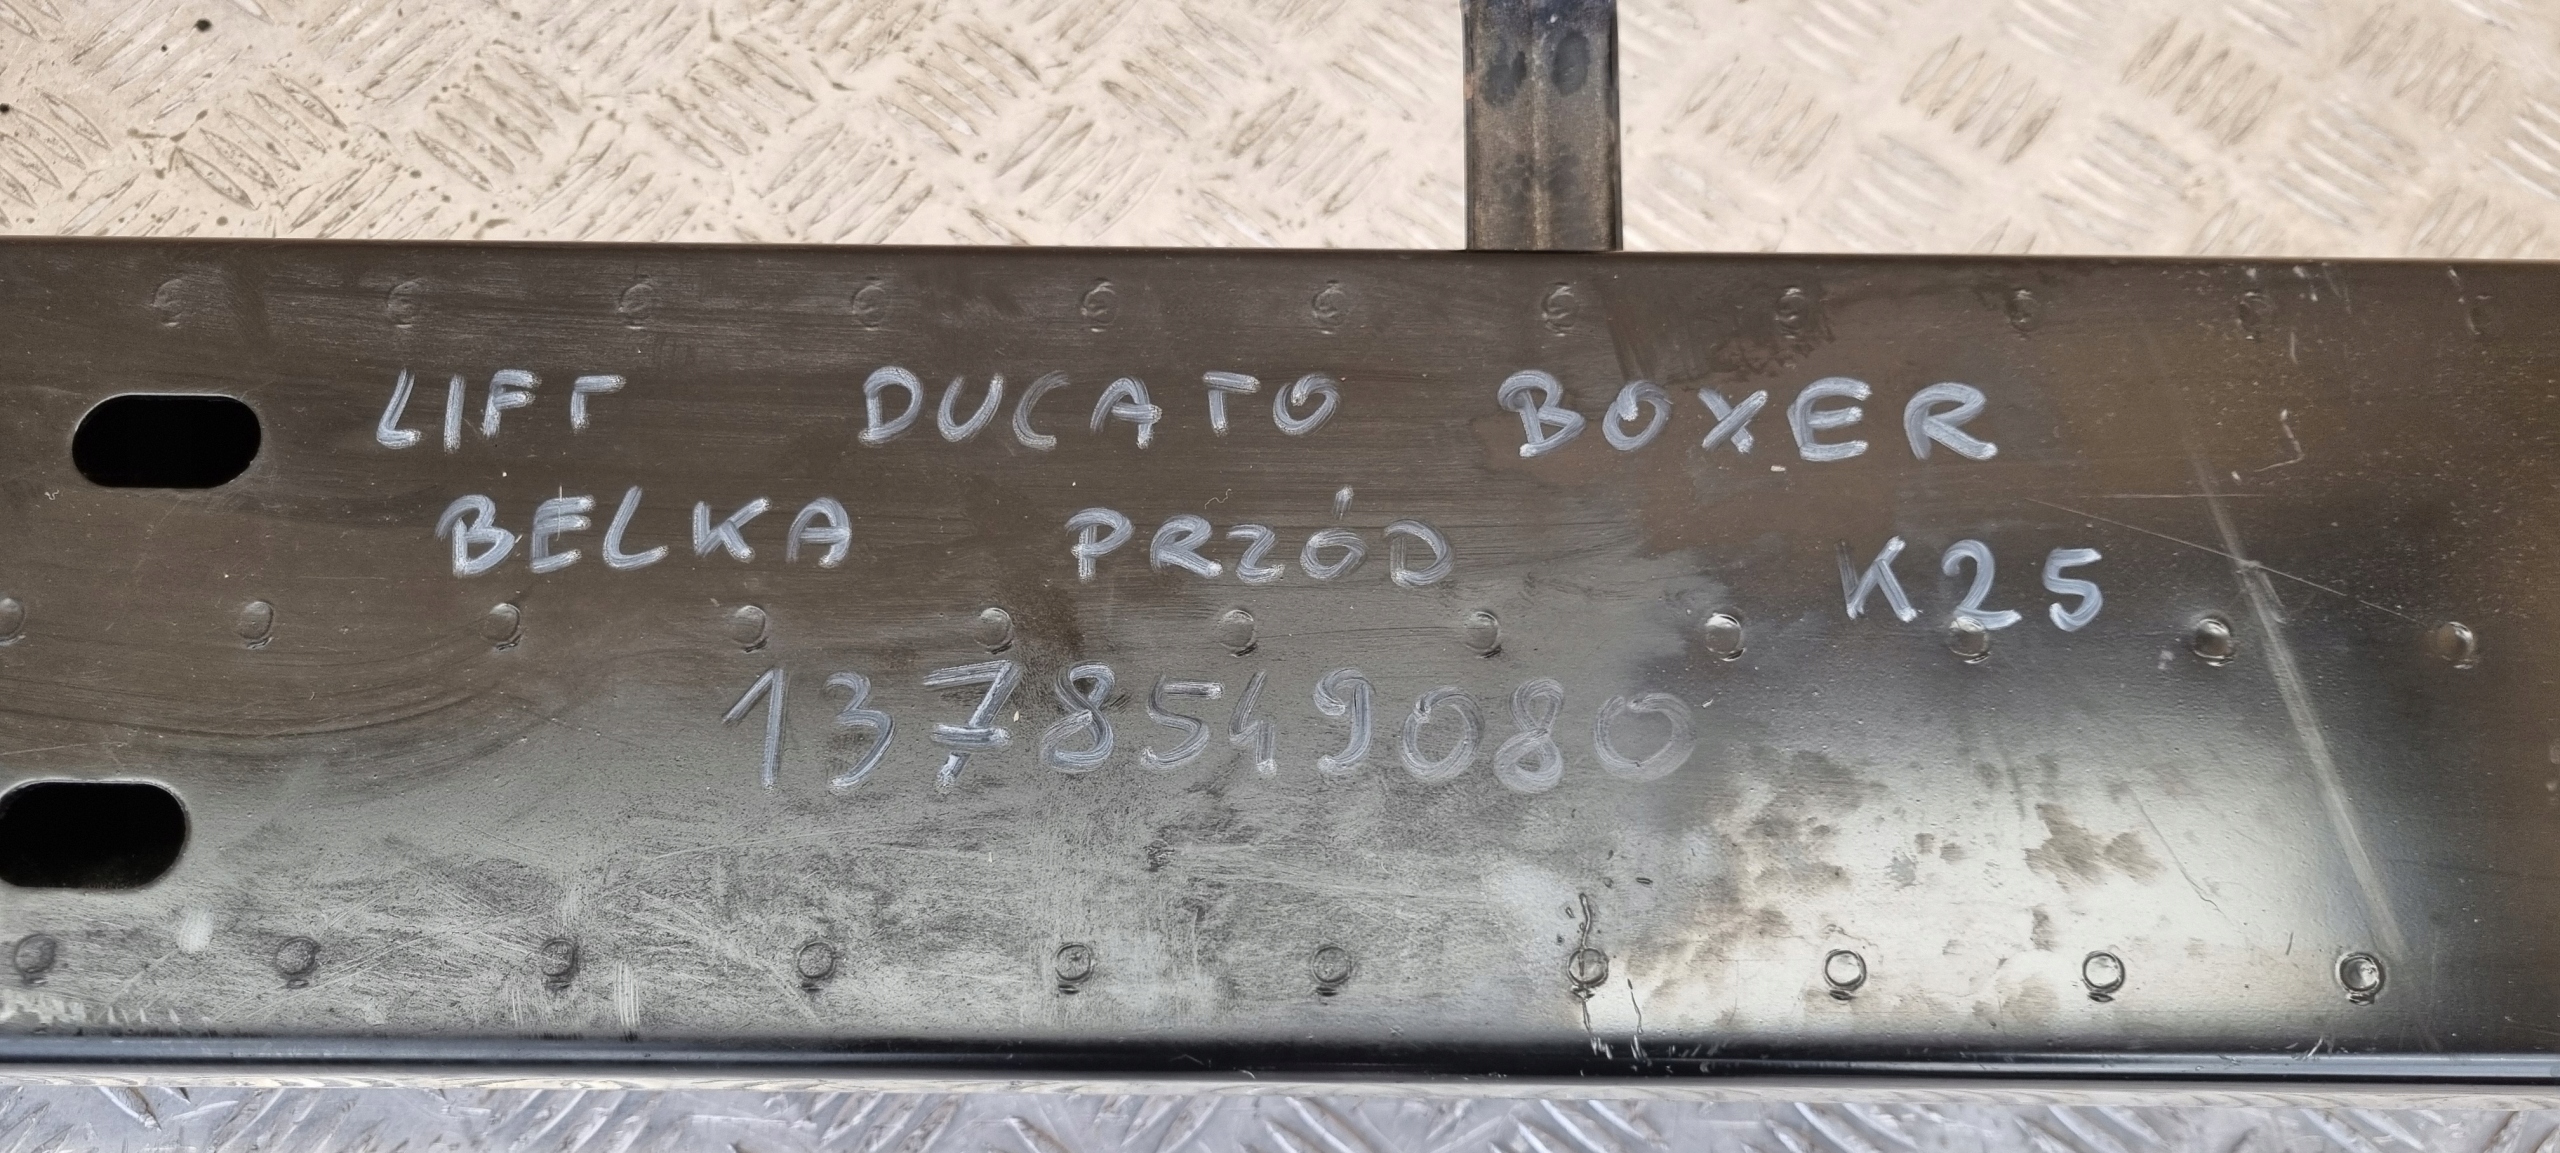 LIFT DUCATO BOXER
BELKA PRZÓD K25
1378549080